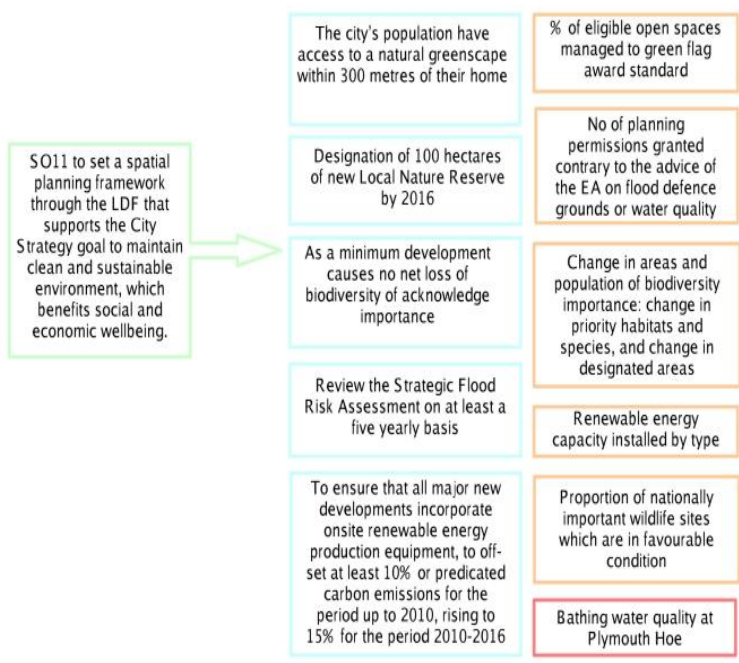 SO11 to set a spatial
planning framework
through the LDF that
supports the City
Strategy goal to maintain
clean and sustainable
environment, which
benefits social and
economic wellbeing.
The city's population have
access to a natural greenscape
within 300 metres of their home
Designation of 100 hectares
of new Local Nature Reserve
by 2016
As a minimum development
causes no net loss of
biodiversity of acknowledge
importance
Review the Strategic Flood
Risk Assessment on at least a
five yearly basis
To ensure that all major new
developments incorporate
onsite renewable energy
production equipment, to off-
set at least 10% or predicated
carbon emissions for the
period up to 2010, rising to
15% for the period 2010-2016
% of eligible open spaces
managed to green flag
award standard
No of planning
permissions granted
contrary to the advice of
the EA on flood defence
grounds or water quality
Change in areas and
population of biodiversity
importance: change in
priority habitats and
species, and change in
designated areas
Renewable energy
capacity installed by type
Proportion of nationally
important wildlife sites
which are in favourable
condition
Bathing water quality at
Plymouth Hoe